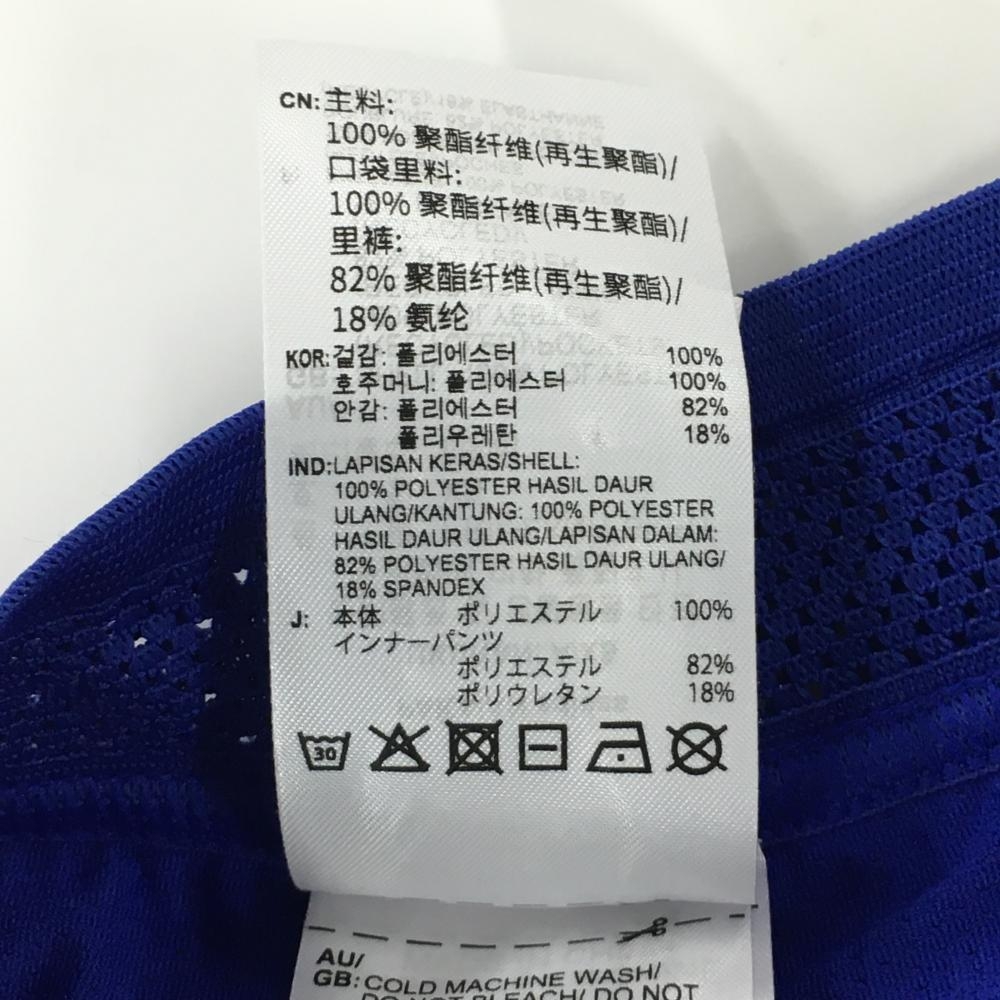 CN: 主料:
100% 聚酯纤维(再生聚酯)/
口袋里料:
100% 聚酯纤维(再生聚酯)/
里裤:
82% 聚酯纤维(再生聚酯)/
18% 氨纶
KOR: 겉감: 폴리에스터 100%
호주머니: 폴리에스터 100%
안감: 폴리에스터 82%
폴리우레탄 18%
IND: LAPISAN KERAS/SHELL:
100% POLYESTER HASIL DAUR
ULANG/KANTUNG: 100% POLYESTER
HASIL DAUR ULANG/LAPISAN DALAM:
82% POLYESTER HASIL DAUR ULANG/
18% SPANDEX
J: 本体 ポリエステル 100%
インナーパンツ
ポリエステル 82%
ポリウレタン 18%
30
AU/
GB: COLD MACHINE WASH/
DO NOT BLEACH/ DO NOT